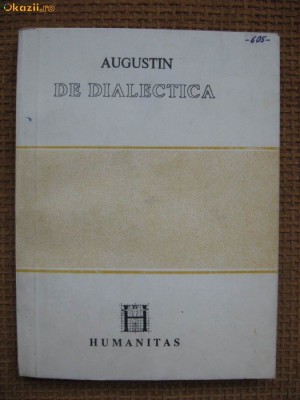 Okazii.ro
-605-
AUGUSTIN
DE DIALECTICA
H
HUMANITAS